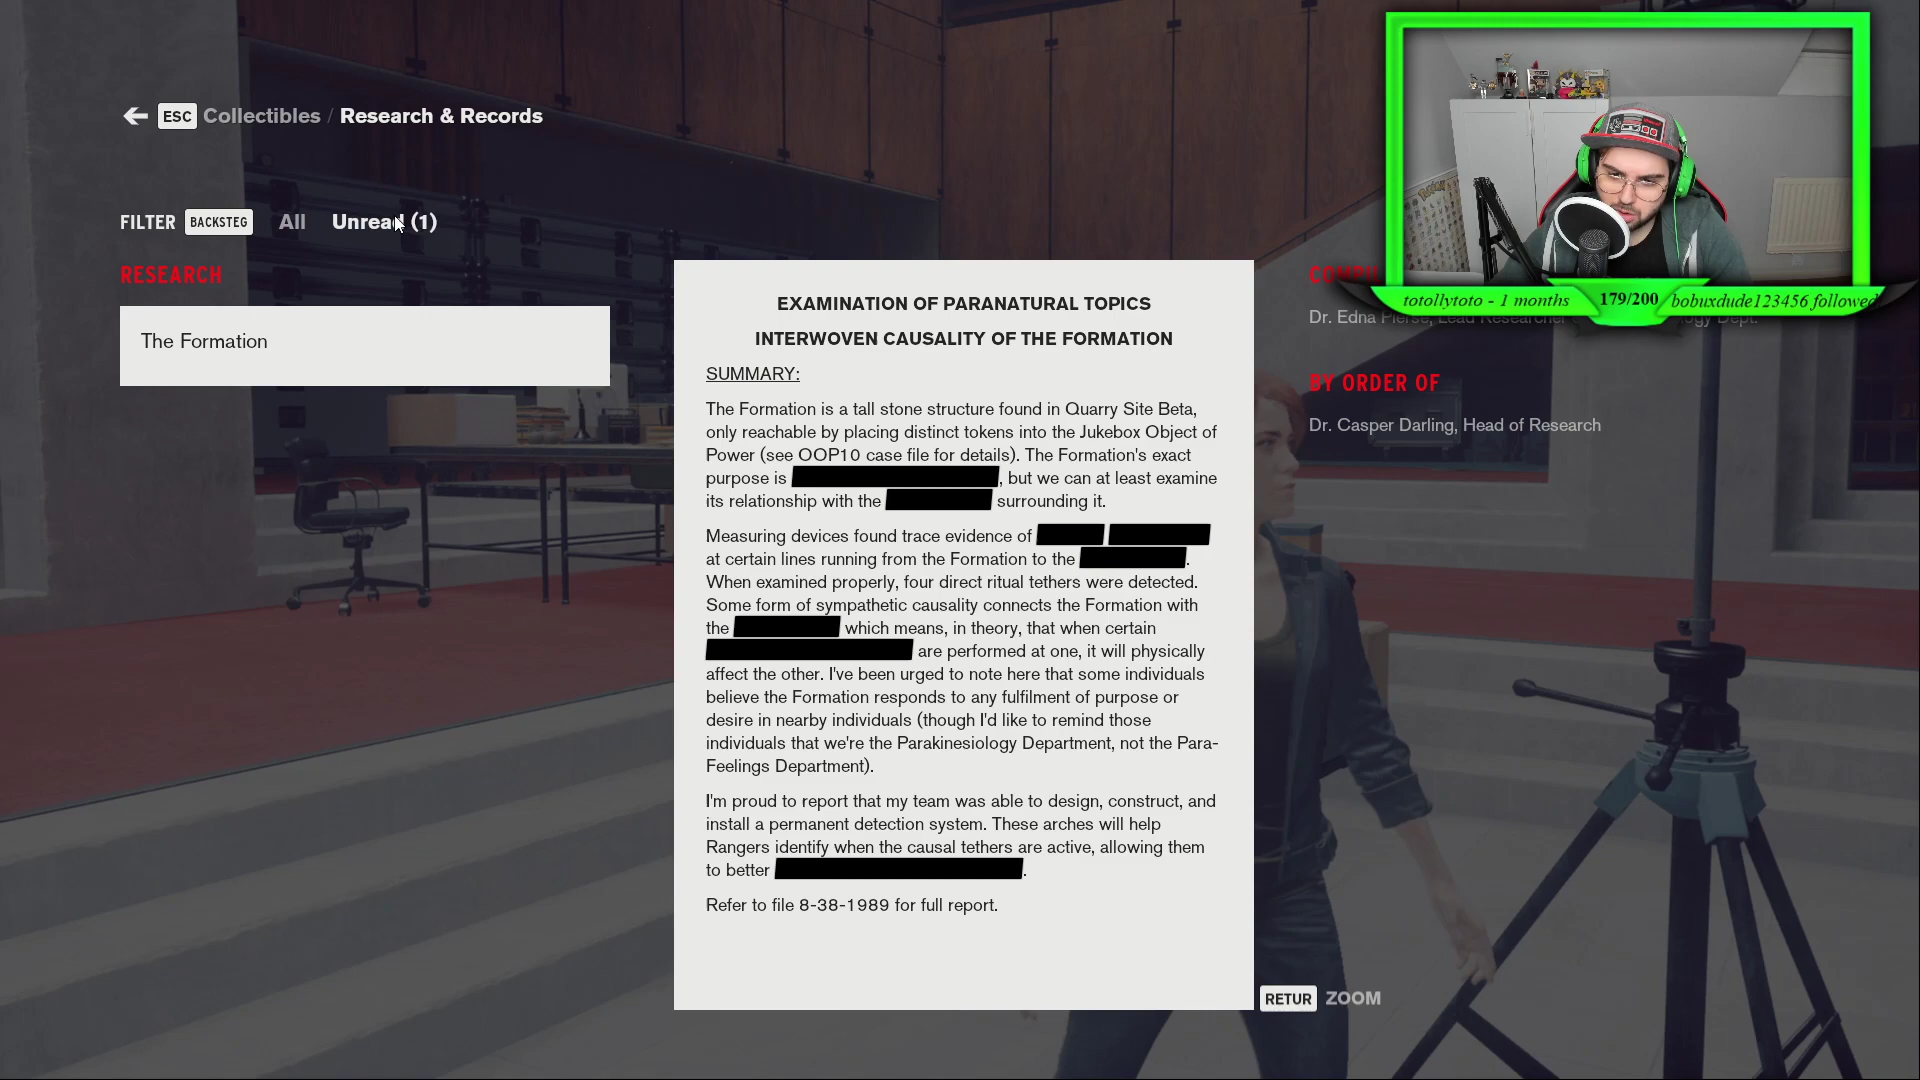 ESC Collectibles / Research & Records
FILTER BACKSTEG All Unread (1)
RESEARCH
The Formation
EXAMINATION OF PARANATURAL TOPICS
INTERWOVEN CAUSALITY OF THE FORMATION
SUMMARY:
The Formation is a tall stone structure found in Quarry Site Beta,
only reachable by placing distinct tokens into the Jukebox Object of
Power (see OOP10 case file for details). The Formation's exact
purpose is , but we can at least examine
its relationship with the surrounding it.
Measuring devices found trace evidence of
at certain lines running from the Formation to the .
When examined properly, four direct ritual tethers were detected.
Some form of sympathetic causality connects the Formation with
the which means, in theory, that when certain
are performed at one, it will physically
affect the other. I've been urged to note here that some individuals
believe the Formation responds to any fulfilment of purpose or
desire in nearby individuals (though I'd like to remind those
individuals that we're the Parakinesiology Department, not the Para-
Feelings Department).
I'm proud to report that my team was able to design, construct, and
install a permanent detection system. These arches will help
Rangers identify when the causal tethers are active, allowing them
to better .
Refer to file 8-38-1989 for full report.
RETUR ZOOM
totollytoto - 1 months 179/200 bobuxdude123456 followed
Dr. Edna Pierse, Lead Researcher
BY ORDER OF
Dr. Casper Darling, Head of Research